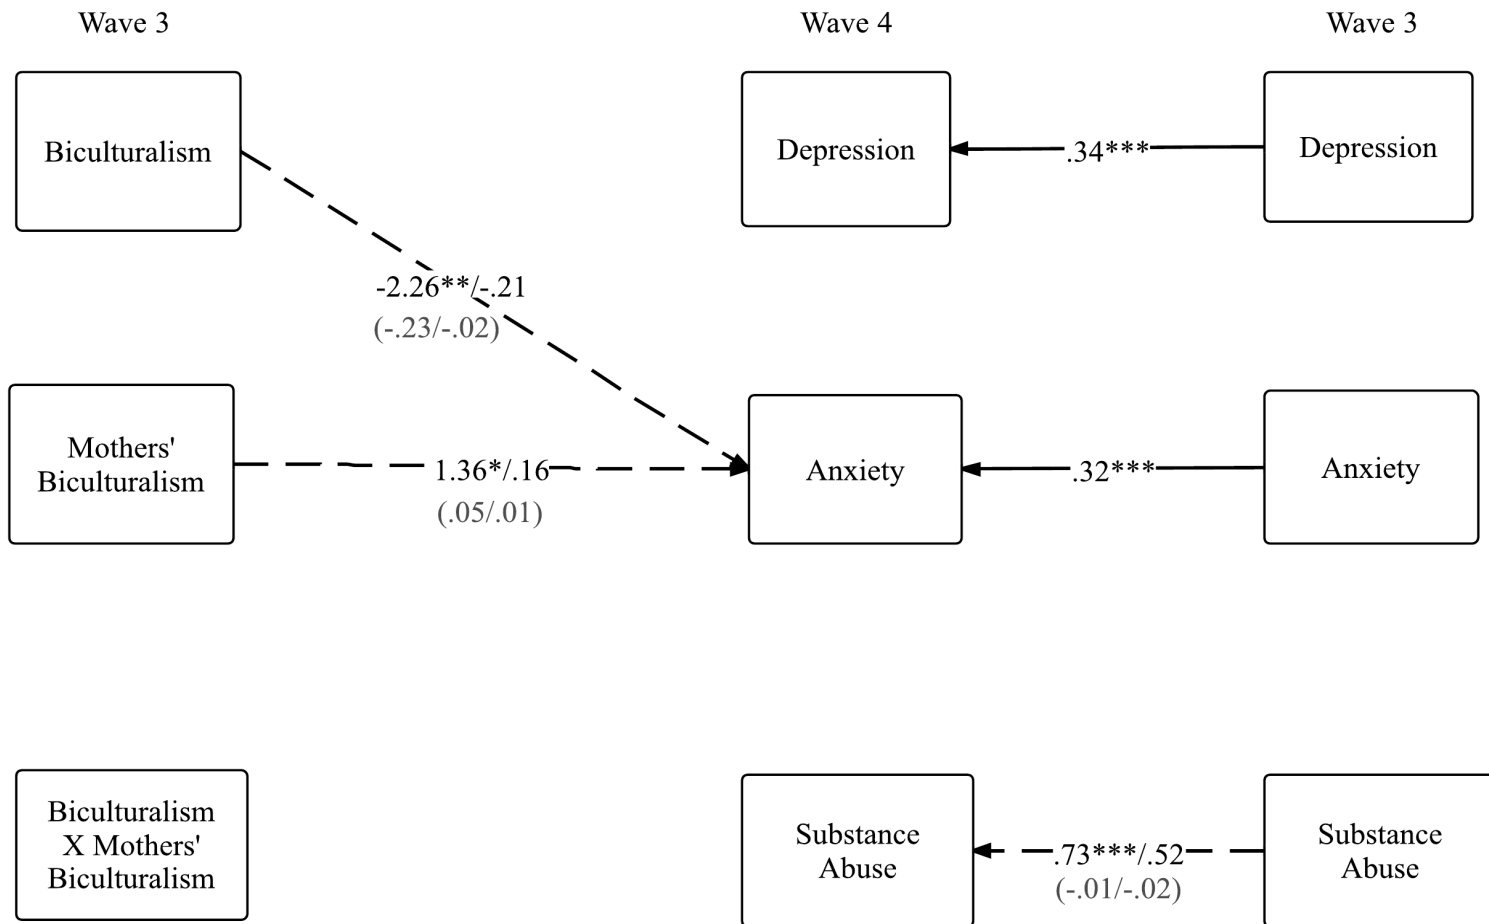 Wave 3
Wave 4
Wave 3
Biculturalism
Depression
.34***
Depression
-2.26**/-.21
(-.23/-.02)
Mothers'
Biculturalism
1.36*/.16
(.05/.01)
Anxiety
.32***
Anxiety
Biculturalism
X Mothers'
Biculturalism
Substance
Abuse
.73***/.52
(-.01/-.02)
Substance
Abuse